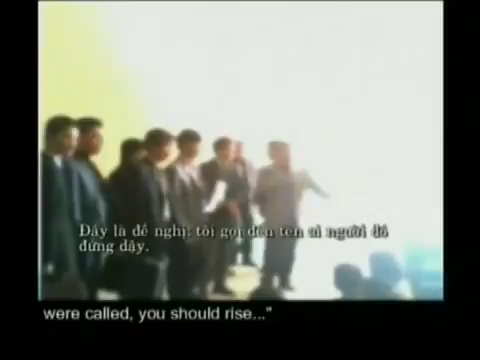 Đây là đề nghị: tôi gọi đến tên ai người đó
đứng dậy.
were called, you should rise..."